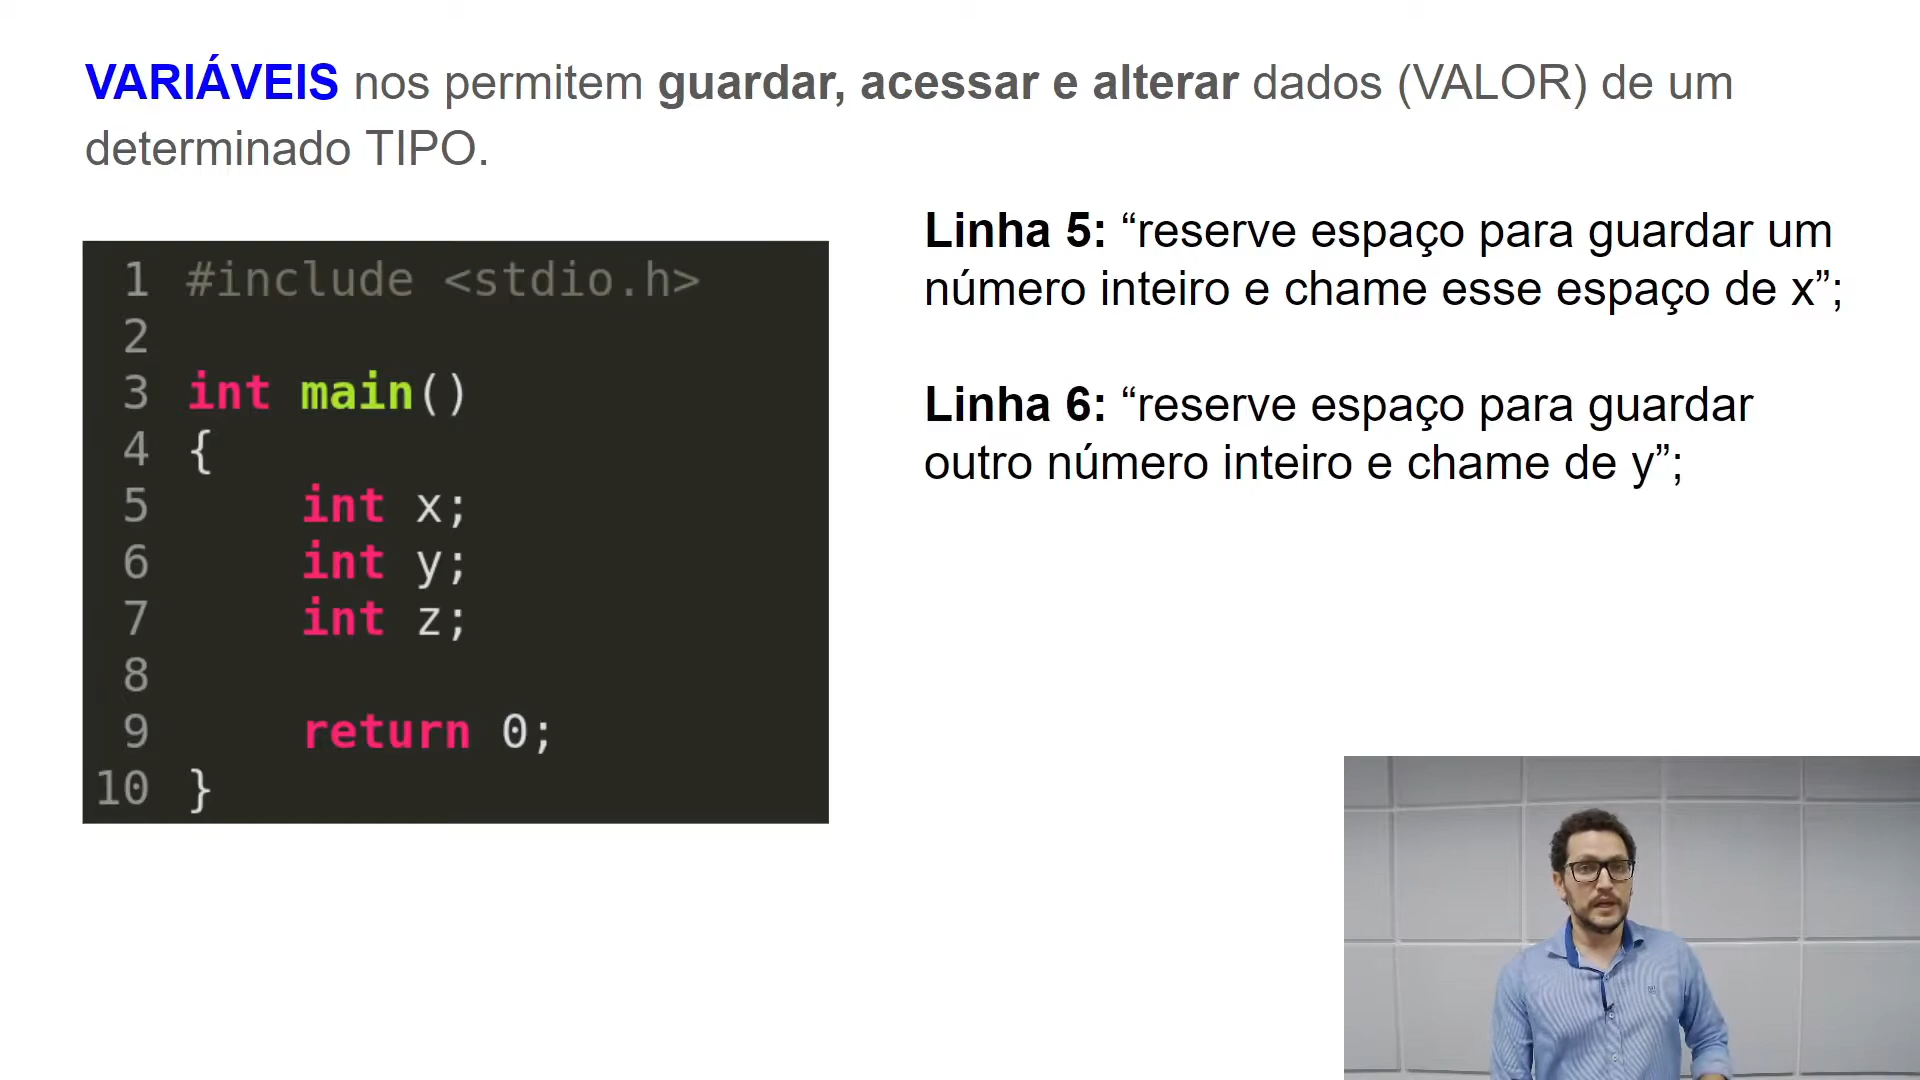 VARIÁVEIS nos permitem guardar, acessar e alterar dados (VALOR) de um
determinado TIPO.
1 #include <stdio.h>
2
3 int main()
4 {
5     int x;
6     int y;
7     int z;
8
9     return 0;
10 }
Linha 5: “reserve espaço para guardar um
número inteiro e chame esse espaço de x”;
Linha 6: “reserve espaço para guardar
outro número inteiro e chame de y”;